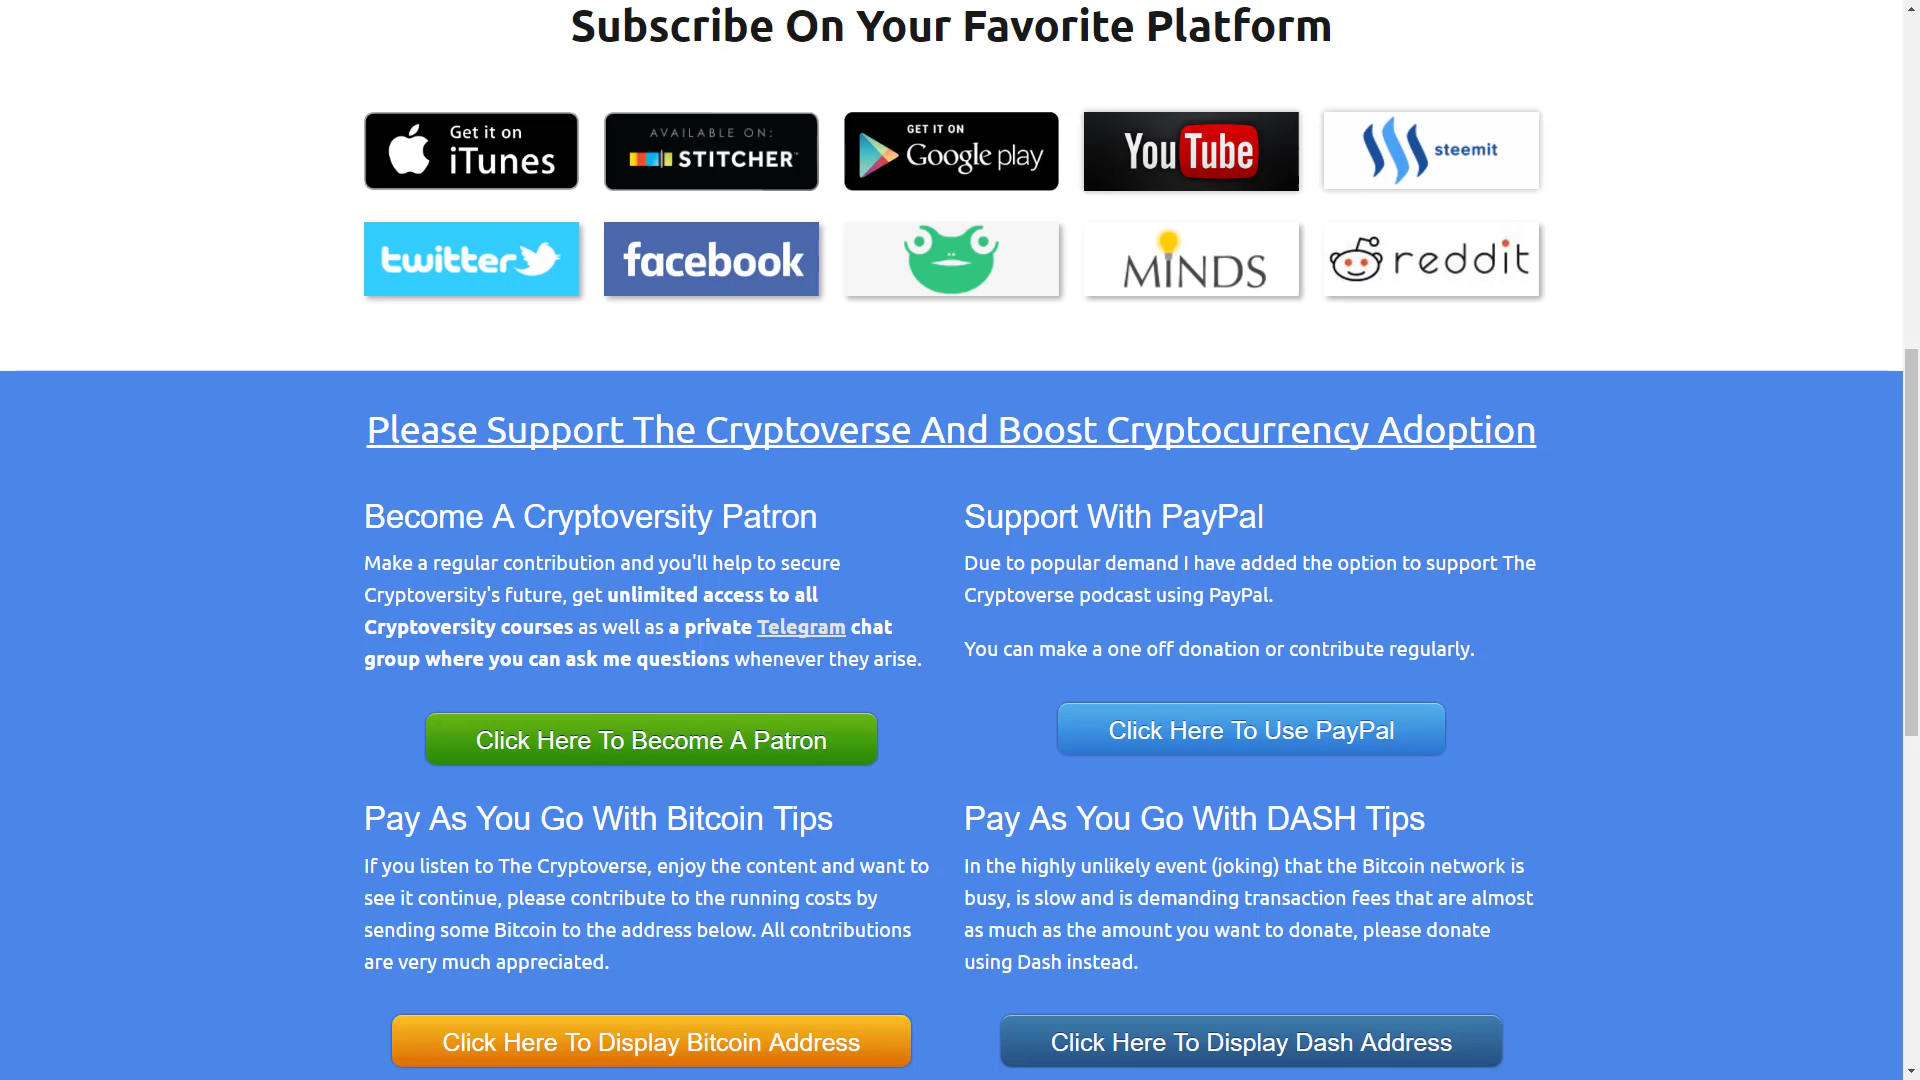 Subscribe On Your Favorite Platform
Get it on
iTunes
AVAILABLE ON:
STITCHER
GET IT ON
Google play
YouTube
steemit
twitter
facebook
MINDS
reddit
Please Support The Cryptoverse And Boost Cryptocurrency Adoption
Become A Cryptoversity Patron
Make a regular contribution and you'll help to secure
Cryptoversity's future, get unlimited access to all
Cryptoversity courses as well as a private Telegram chat
group where you can ask me questions whenever they arise.
Click Here To Become A Patron
Support With PayPal
Due to popular demand I have added the option to support The
Cryptoverse podcast using PayPal.
You can make a one off donation or contribute regularly.
Click Here To Use PayPal
Pay As You Go With Bitcoin Tips
If you listen to The Cryptoverse, enjoy the content and want to
see it continue, please contribute to the running costs by
sending some Bitcoin to the address below. All contributions
are very much appreciated.
Click Here To Display Bitcoin Address
Pay As You Go With DASH Tips
In the highly unlikely event (joking) that the Bitcoin network is
busy, is slow and is demanding transaction fees that are almost
as much as the amount you want to donate, please donate
using Dash instead.
Click Here To Display Dash Address